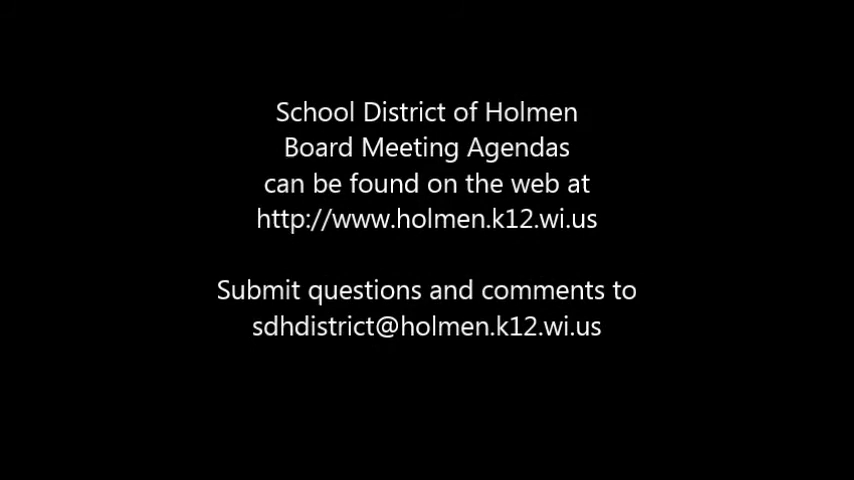 School District of Holmen
Board Meeting Agendas
can be found on the web at
http://www.holmen.k12.wi.us
Submit questions and comments to
sdhdistrict@holmen.k12.wi.us